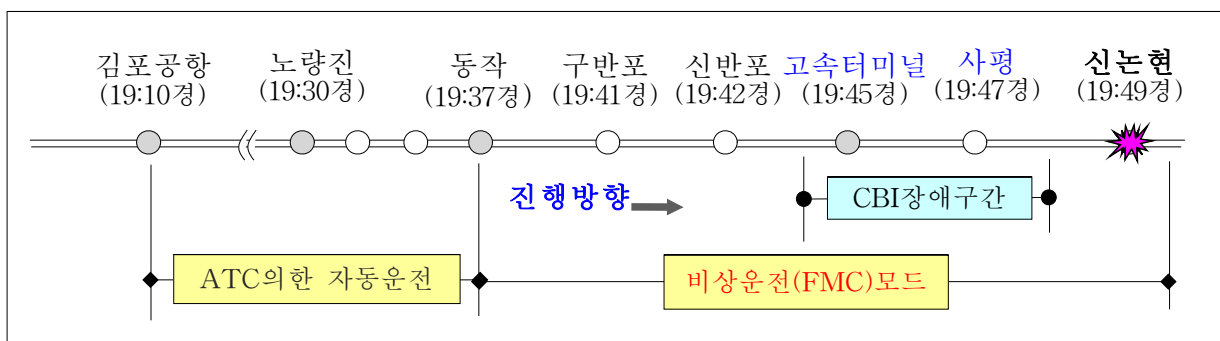 김포공항 노량진 동작 구반포 신반포 고속터미널 사평 신논현
(19:10경) (19:30경) (19:37경) (19:41경) (19:42경) (19:45경) (19:47경) (19:49경)
진행방향
CBI장애구간
ATC의한 자동운전
비상운전(FMC)모드